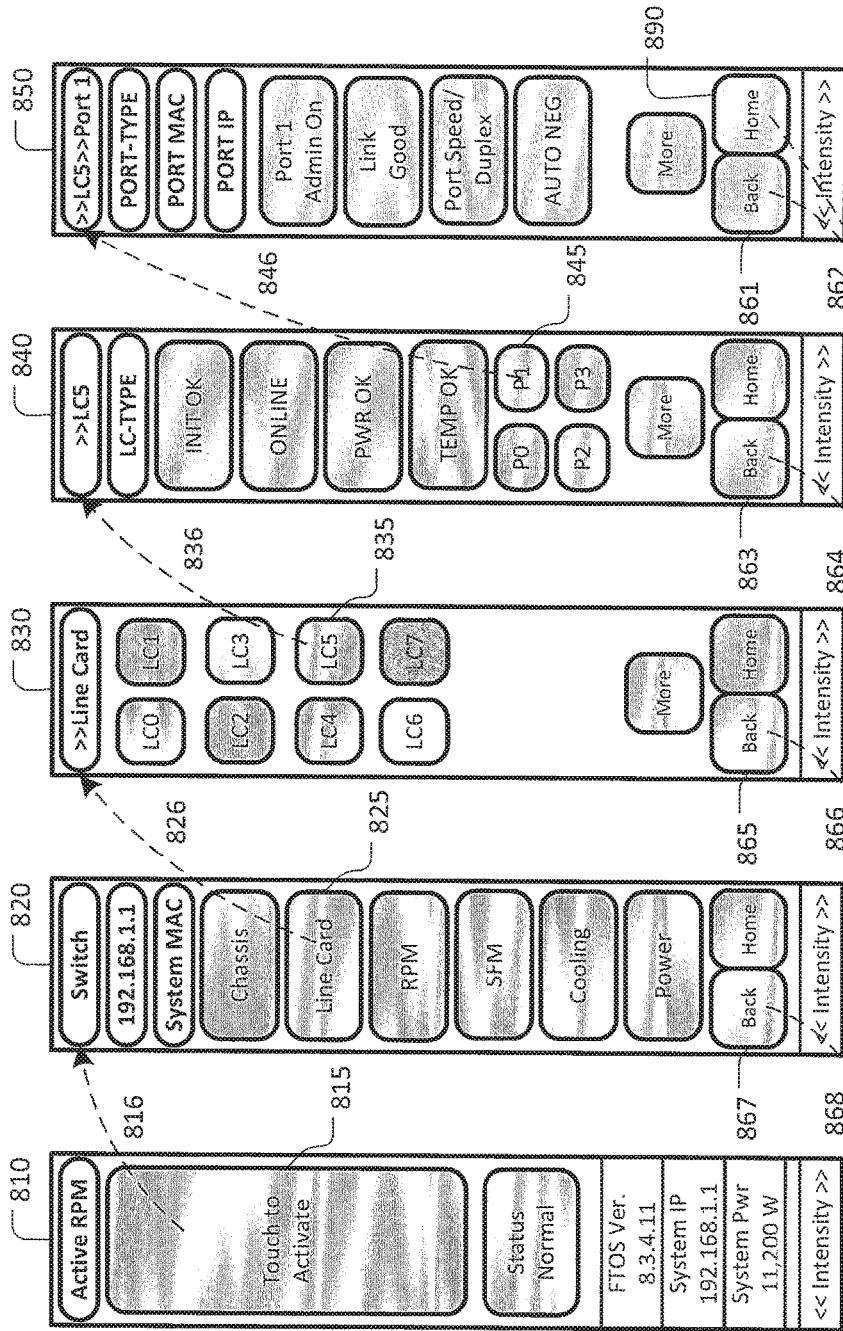 810
Active RPM
816
Touch to
Activate
815
Status
Normal
FTOS Ver.
8.3.4.11
System IP
192.168.1.1
System Pwr
11,200 W
<< Intensity >>
820
Switch
192.168.1.1
System MAC
826
Chassis
Line Card
825
RPM
SFM
Cooling
Power
Back
Home
867
868
<< Intensity >>
830
>>Line Card
836
LC0
LC1
LC2
LC3
LC4
LC5
835
LC6
LC7
More
Back
Home
865
866
<< Intensity >>
840
>>LC5
LC-TYPE
846
INIT OK
ONLINE
PWR OK
TEMP OK
P0
P1
845
P2
P3
More
Back
Home
863
864
<< Intensity >>
850
>>LC5>>Port 1
PORT-TYPE
PORT MAC
PORT IP
Port 1
Admin On
Link
Good
Port Speed/
Duplex
AUTO NEG
More
890
Back
Home
861
862
<< Intensity >>